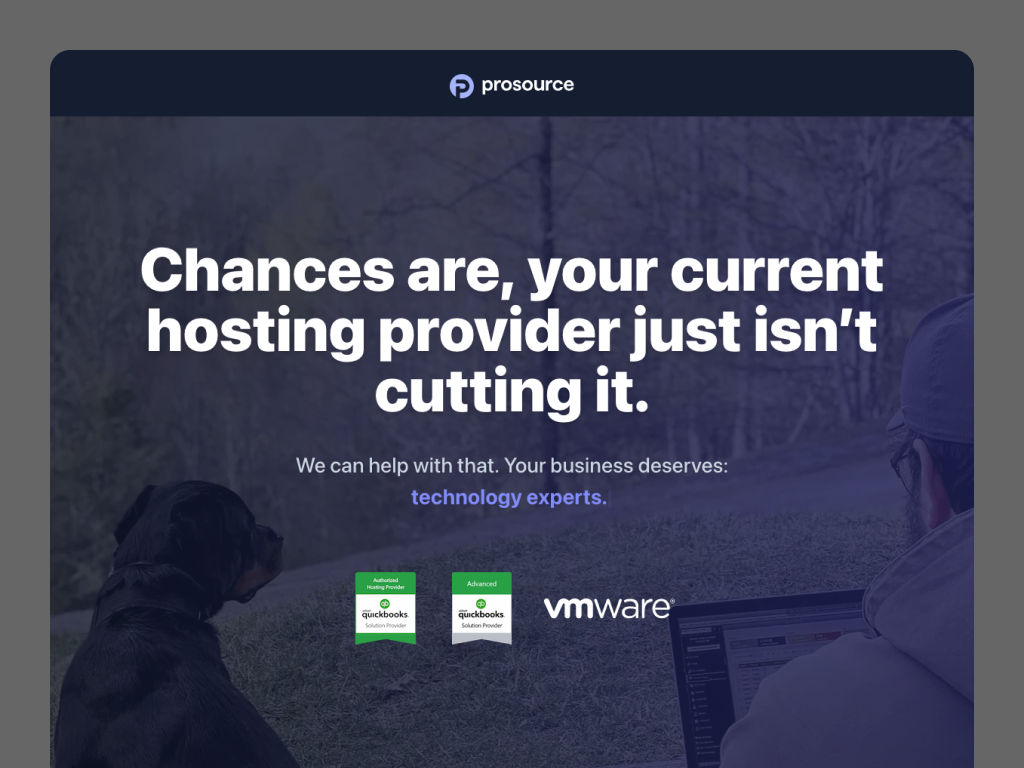 prosource
Chances are, your current
hosting provider just isn’t
cutting it.
We can help with that. Your business deserves:
technology experts.
Authorized
Hosting Provider
intuit
quickbooks.
Solution Provider
Advanced
intuit
quickbooks.
Solution Provider
vmware®